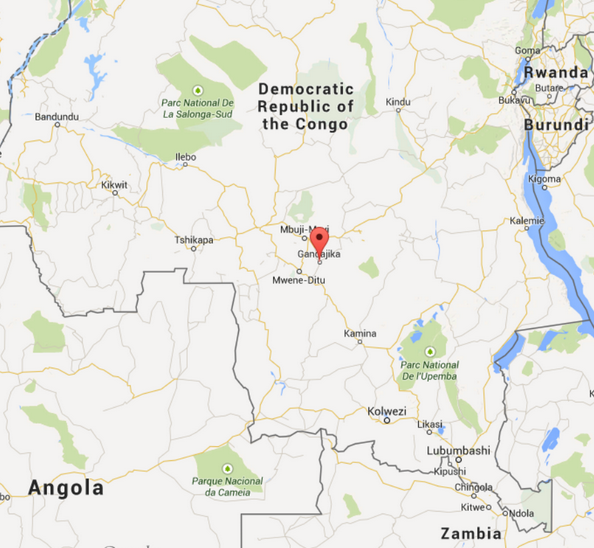 Goma
Rwanda
Butare
Bukavu
Burundi
Democratic
Republic of
the Congo
Parc National De
La Salonga-Sud
Kindu
Bandundu
Ilebo
Kikwit
Kigoma
Kalemie
Tshikapa
Gandajika
Mwene-Ditu
Kamina
Parc National
De l'Upemba
Kolwezi
Likasi
Lubumbashi
Kipushi
Chingola
Kitwe
Ndola
Zambia
Parque Nacional
da Cameia
Angola